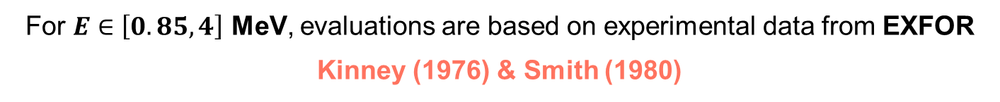 For E ∈ [0.85, 4] MeV, evaluations are based on experimental data from EXFOR
Kinney (1976) & Smith (1980)